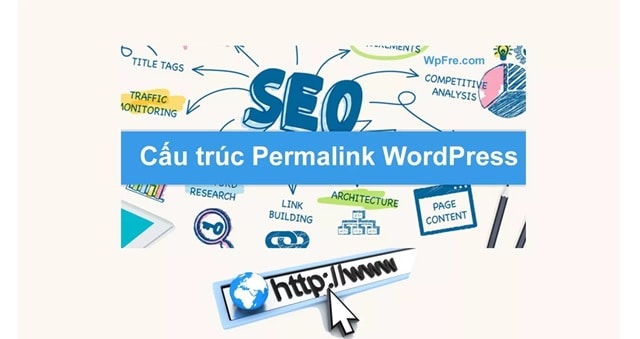 WpFre.com
TITLE TAGS
COMPETITIVE
ANALYSIS
SEO
TRAFFIC
MONITORING
Cấu trúc Permalink WordPress
RESEARCH
LINK
BUILDING
ARCHITECTURE
PAGE
CONTENT
http://www